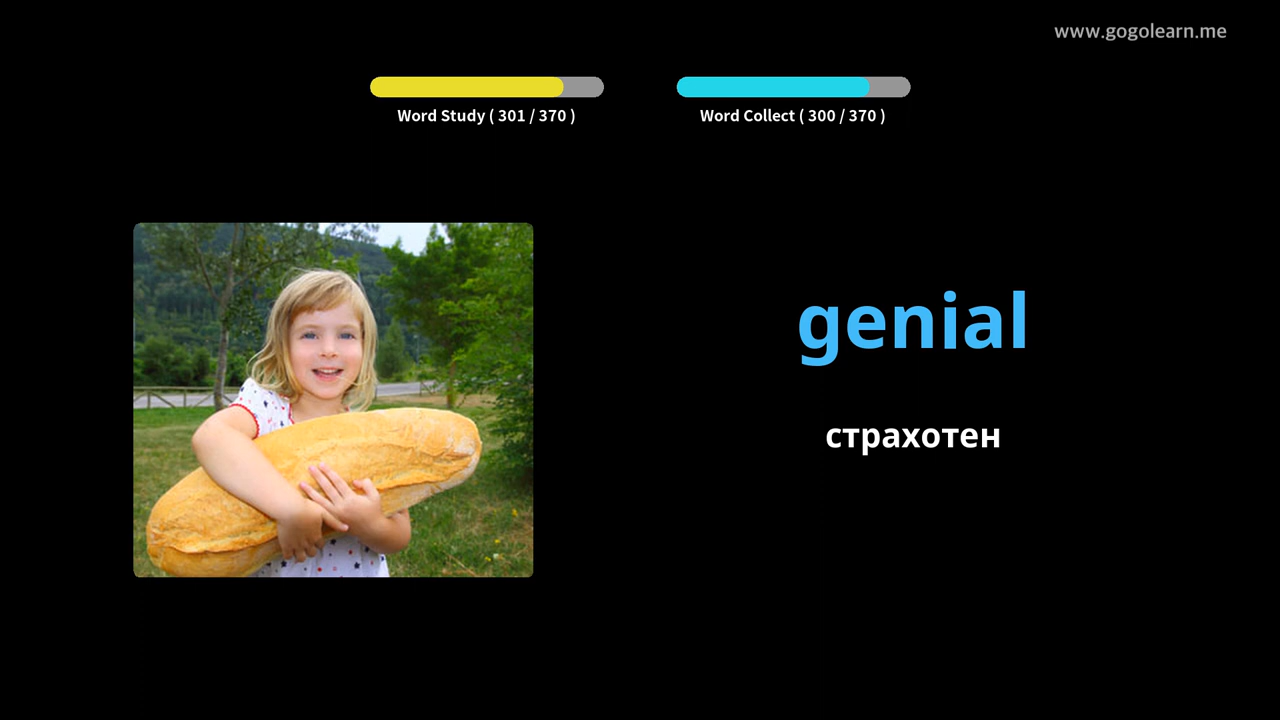 www.gogolearn.me
Word Study ( 301 / 370 )
Word Collect ( 300 / 370 )
genial
страхотен